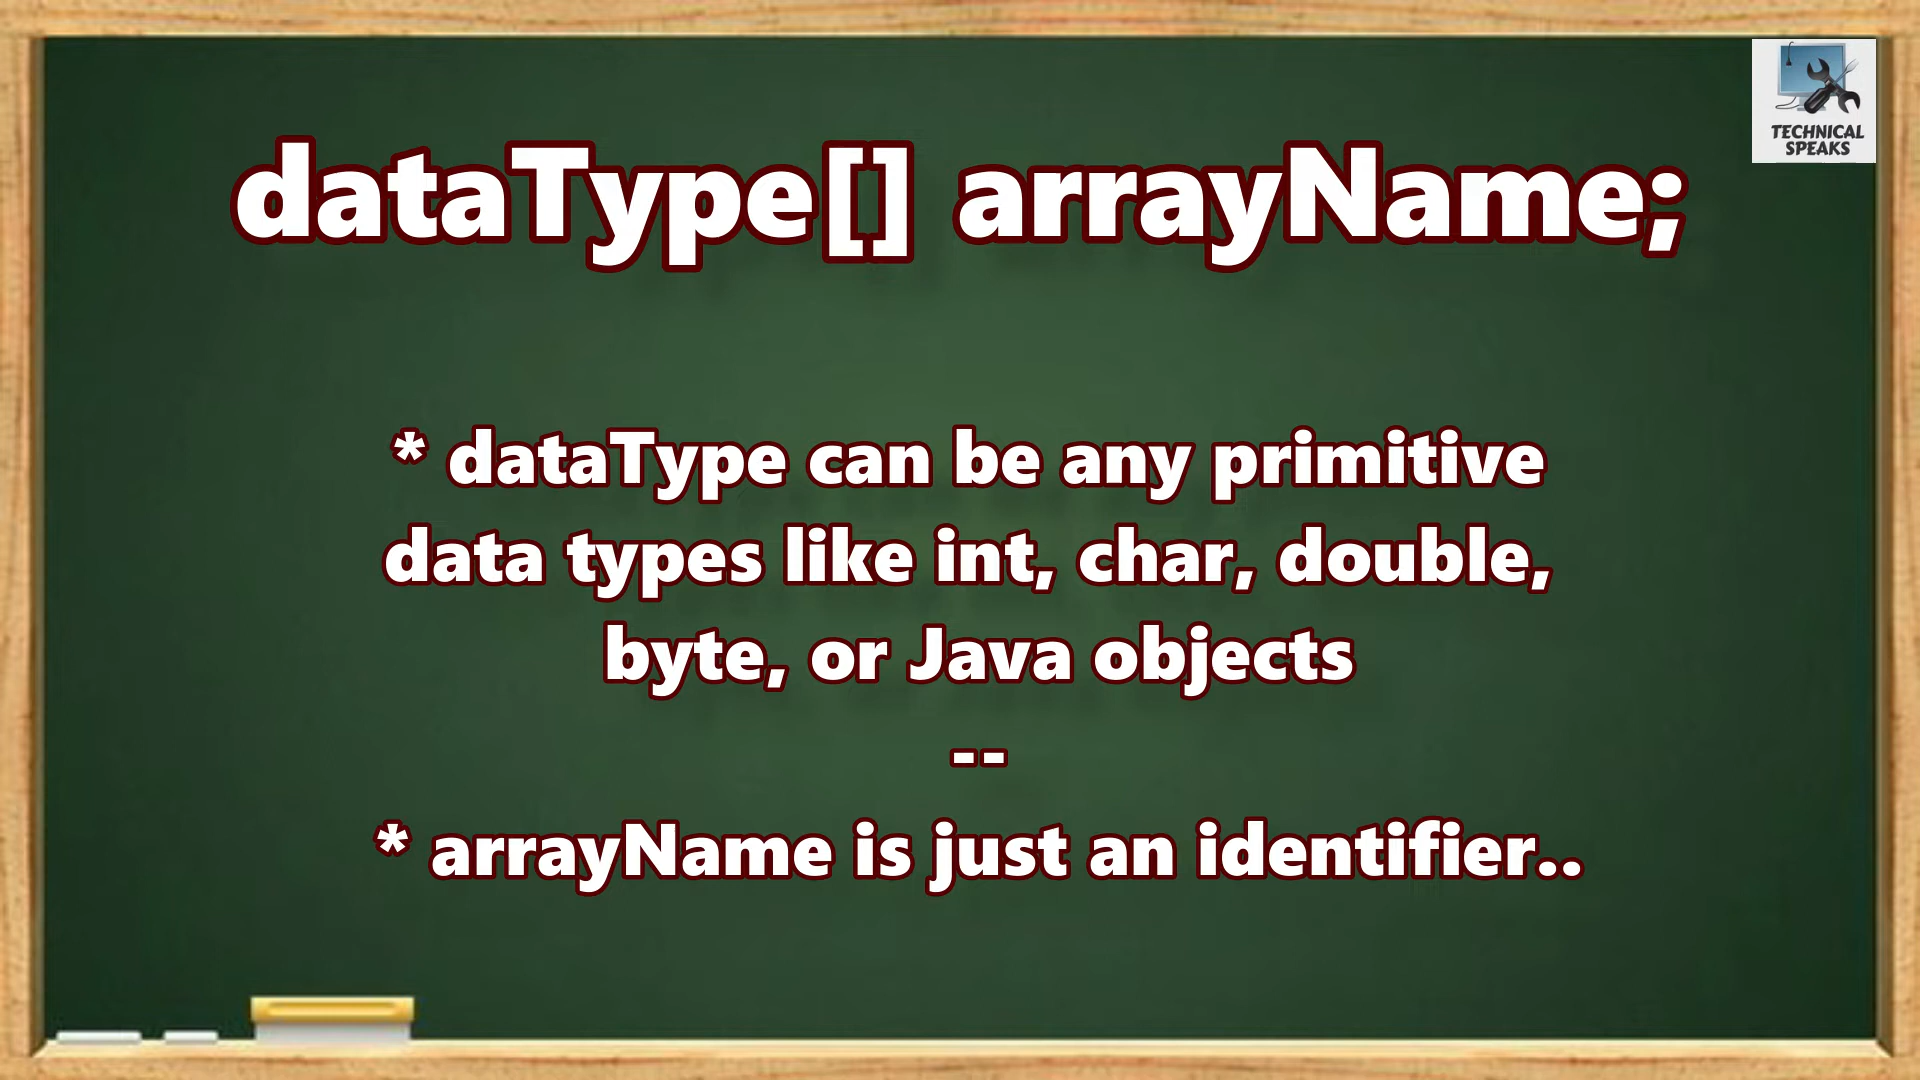 TECHNICAL
SPEAKS
dataType[] arrayName;
* dataType can be any primitive
data types like int, char, double,
byte, or Java objects
--
* arrayName is just an identifier..